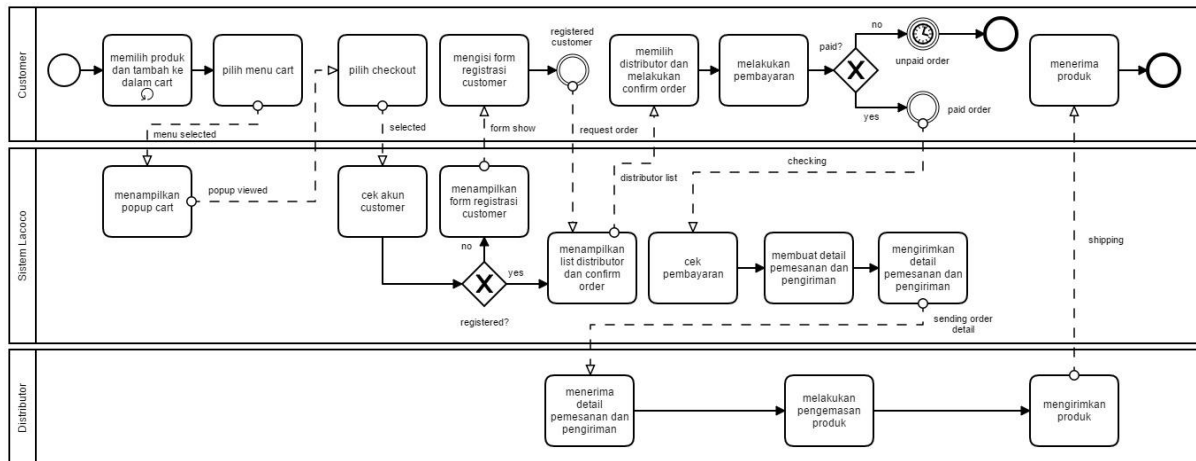 Customer
memilih produk
dan tambah ke
dalam cart
pilih menu cart
pilih checkout
mengisi form
registrasi
customer
registered
customer
memilih
distributor dan
melakukan
confirm order
melakukan
pembayaran
paid?
no
unpaid order
yes
paid order
menerima
produk
menu selected
selected
form show
request order
checking
Sistem Lacoco
menampilkan
popup cart
popup viewed
cek akun
customer
menampilkan
form registrasi
customer
distributor list
no
yes
registered?
menampilkan
list distributor
dan confirm
order
cek
pembayaran
membuat detail
pemesanan dan
pengiriman
mengirimkan
detail
pemesanan dan
pengiriman
shipping
sending order
detail
Distributor
menerima
detail
pemesanan dan
pengiriman
melakukan
pengemasan
produk
mengirimkan
produk